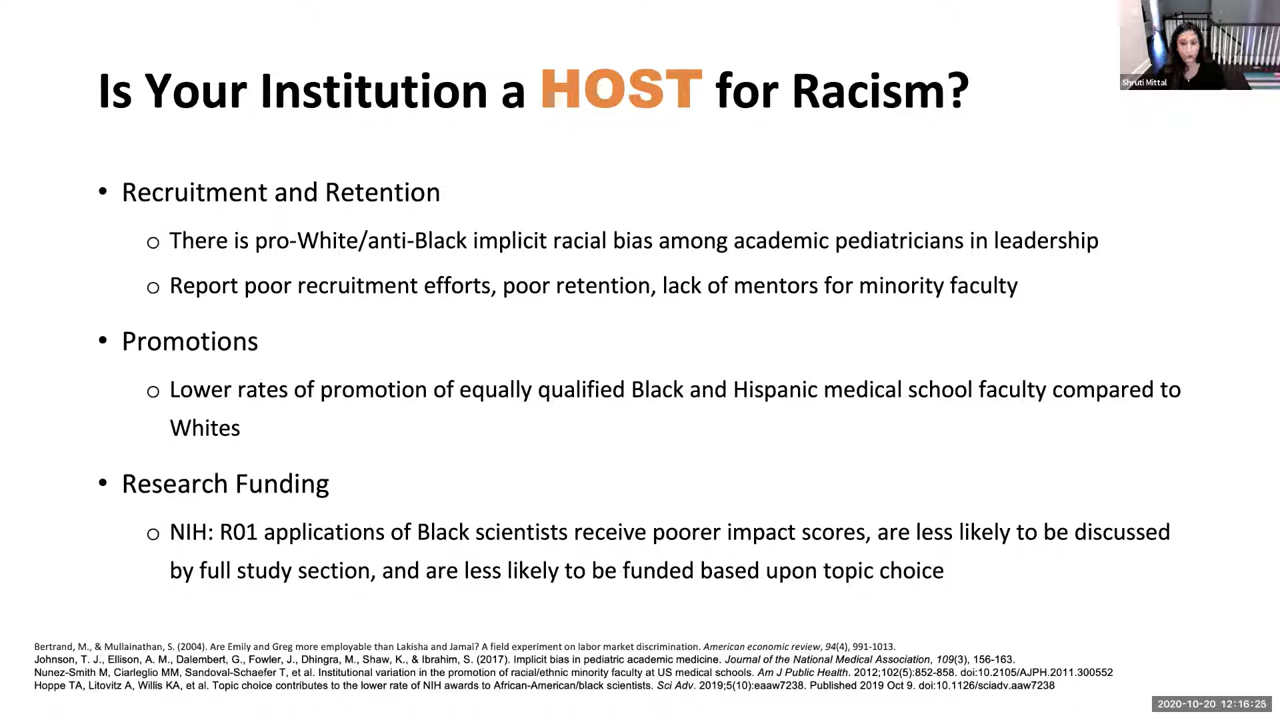 Is Your Institution a HOST for Racism?
Shruti Mittal
• Recruitment and Retention
o There is pro-White/anti-Black implicit racial bias among academic pediatricians in leadership
o Report poor recruitment efforts, poor retention, lack of mentors for minority faculty
• Promotions
o Lower rates of promotion of equally qualified Black and Hispanic medical school faculty compared to
Whites
• Research Funding
o NIH: R01 applications of Black scientists receive poorer impact scores, are less likely to be discussed
by full study section, and are less likely to be funded based upon topic choice
Bertrand, M., & Mullainathan, S. (2004). Are Emily and Greg more employable than Lakisha and Jamal? A field experiment on labor market discrimination. American economic review, 94(4), 991-1013.
Johnson, T. J., Ellison, A. M., Dalembert, G., Fowler, J., Dhingra, M., Shaw, K., & Ibrahim, S. (2017). Implicit bias in pediatric academic medicine. Journal of the National Medical Association, 109(3), 156-163.
Nunez-Smith M, Ciarleglio MM, Sandoval-Schaefer T, et al. Institutional variation in the promotion of racial/ethnic minority faculty at US medical schools. Am J Public Health. 2012;102(5):852-858. doi:10.2105/AJPH.2011.300552
Hoppe TA, Litovitz A, Willis KA, et al. Topic choice contributes to the lower rate of NIH awards to African-American/black scientists. Sci Adv. 2019;5(10):eaaw7238. Published 2019 Oct 9. doi:10.1126/sciadv.aaw7238
2020-10-20 12:16:25